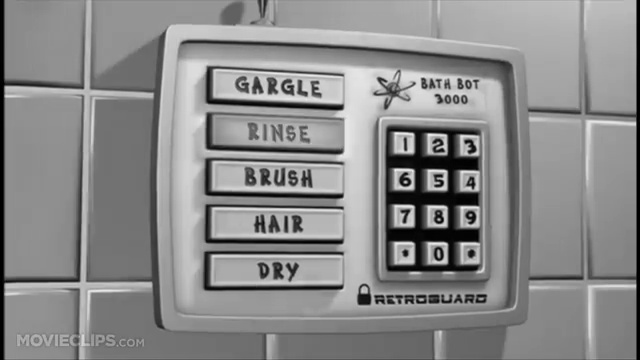 GARGLE
RINSE
BRUSH
HAIR
DRY
BATH BOT
3000
1 2 3
6 5 4
7 8 9
* 0 *
RETROGUARD
MOVIECLIPS.COM